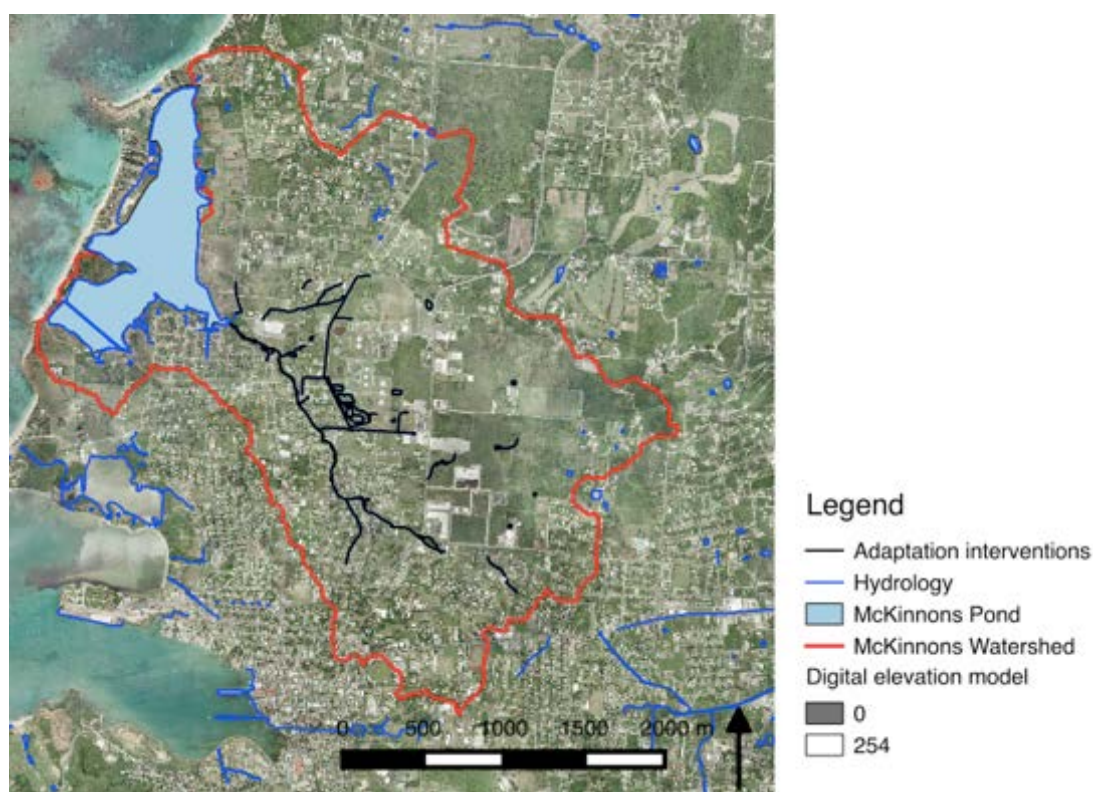 0 500 1000 1500 2000 m
Legend
Adaptation interventions
Hydrology
McKinnons Pond
McKinnons Watershed
Digital elevation model
0
254